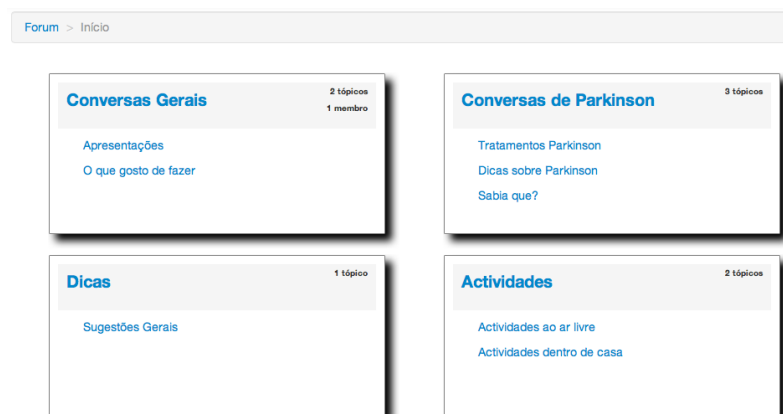 Forum > Início
Conversas Gerais
2 tópicos
1 membro
Apresentações
O que gosto de fazer
Conversas de Parkinson
3 tópicos
Tratamentos Parkinson
Dicas sobre Parkinson
Sabia que?
Dicas
1 tópico
Sugestões Gerais
Actividades
2 tópicos
Actividades ao ar livre
Actividades dentro de casa